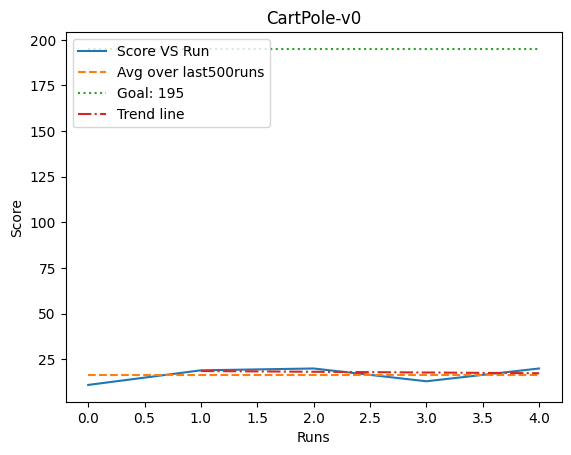 CartPole-v0
200
175
150
125
100
75
50
25
Score
Score VS Run
Avg over last500runs
Goal: 195
Trend line
0.0 0.5 1.0 1.5 2.0 2.5 3.0 3.5 4.0
Runs